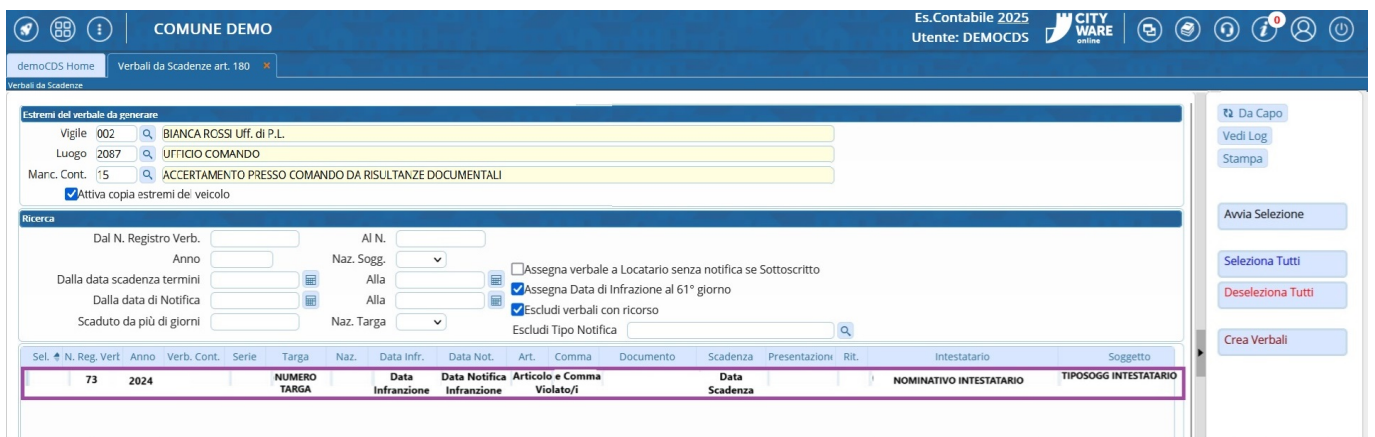 COMUNE DEMO
Es.Contabile 2025
Utente: DEMOCDS
CITY
WARE
online
0
demoCDS Home
Verbali da Scadenze art. 180 ×
Verbali da Scadenze
Estremi del verbale da generare
Vigile 002 BIANCA ROSSI Uff. di P.L.
Luogo 2087 UFFICIO COMANDO
Manc. Cont. 15 ACCERTAMENTO PRESSO COMANDO DA RISULTANZE DOCUMENTALI
Attiva copia estremi del veicolo
Ricerca
Dal N. Registro Verb. Al N.
Anno Naz. Sogg.
Dalla data scadenza termini Alla
Dalla data di Notifica Alla
Scaduto da più di giorni Naz. Targa
Assegna verbale a Locatario senza notifica se Sottoscritto
Assegna Data di Infrazione al 61° giorno
Escludi verbali con ricorso
Escludi Tipo Notifica
Sel. N. Reg. Vert Anno Verb. Cont. Serie Targa Naz. Data Infr. Data Not. Art. Comma Documento Scadenza Presentazione Rit. Intestatario Soggetto
73 2024 NUMERO TARGA Data Infranzione Data Notifica Infranzione Articolo e Comma Violato/i Data Scadenza NOMINATIVO INTESTATARIO TIPOSOGG INTESTATARIO
Da Capo
Vedi Log
Stampa
Avvia Selezione
Seleziona Tutti
Deseleziona Tutti
Crea Verbali